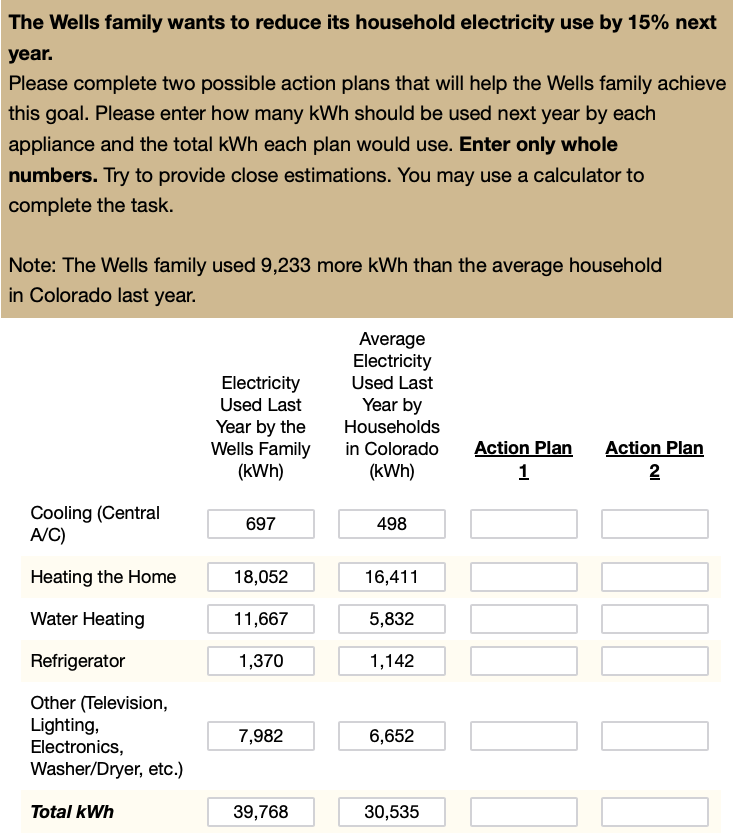 The Wells family wants to reduce its household electricity use by 15% next
year.
Please complete two possible action plans that will help the Wells family achieve
this goal. Please enter how many kWh should be used next year by each
appliance and the total kWh each plan would use. Enter only whole
numbers. Try to provide close estimations. You may use a calculator to
complete the task.
Note: The Wells family used 9,233 more kWh than the average household
in Colorado last year.
Electricity
Used Last
Year by the
Wells Family
(kWh)
Average
Electricity
Used Last
Year by
Households
in Colorado
(kWh)
Action Plan
1
Action Plan
2
Cooling (Central
A/C)
697
498
Heating the Home
18,052
16,411
Water Heating
11,667
5,832
Refrigerator
1,370
1,142
Other (Television,
Lighting,
Electronics,
Washer/Dryer, etc.)
7,982
6,652
Total kWh
39,768
30,535